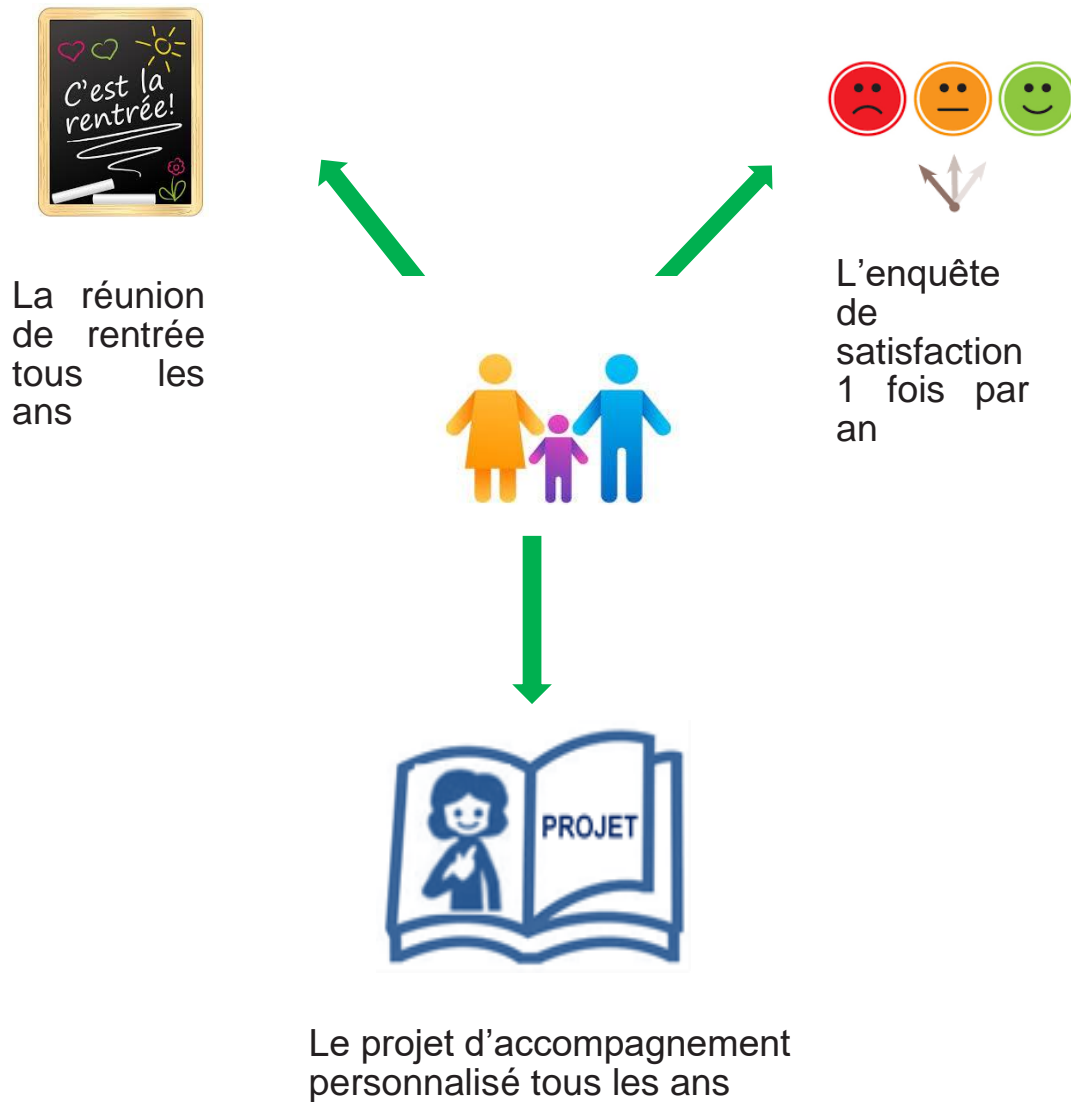 C'est la
rentrée!
La réunion
de rentrée
tous les
ans
L’enquête
de
satisfaction
1 fois par
an
PROJET
Le projet d’accompagnement
personnalisé tous les ans